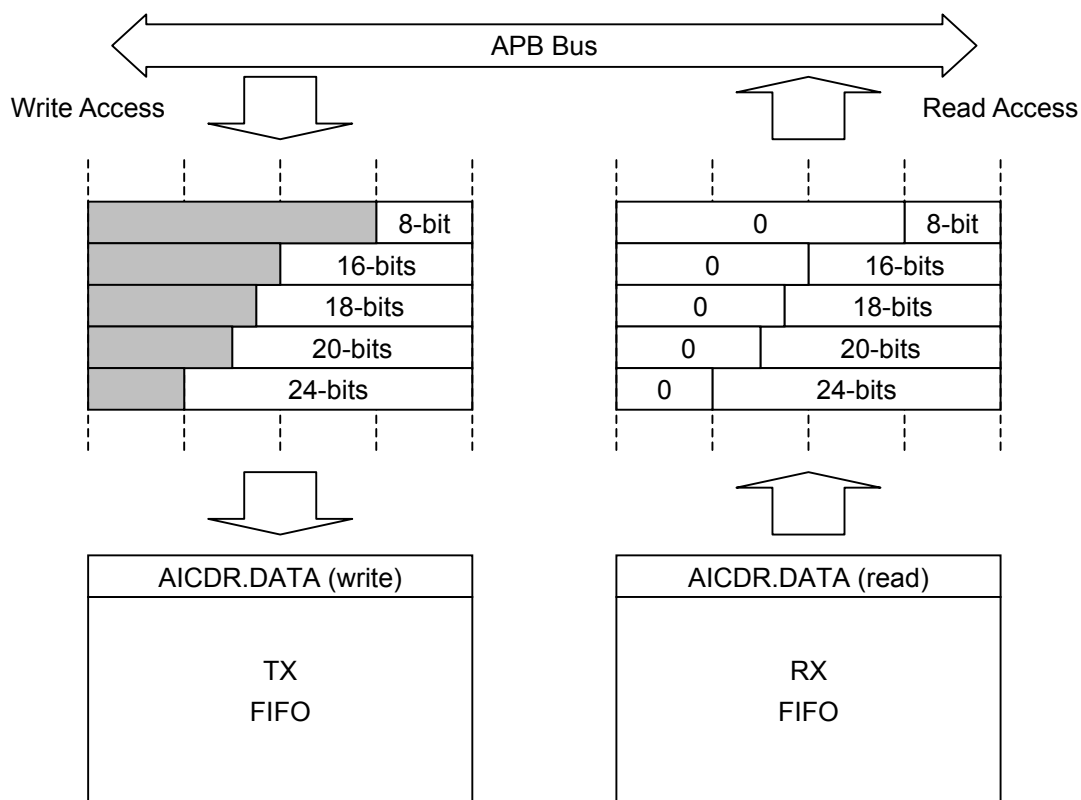 APB Bus
Write Access
Read Access
8-bit
0
8-bit
16-bits
0
16-bits
18-bits
0
18-bits
20-bits
0
20-bits
24-bits
0
24-bits
AICDR.DATA (write)
AICDR.DATA (read)
TX
FIFO
RX
FIFO